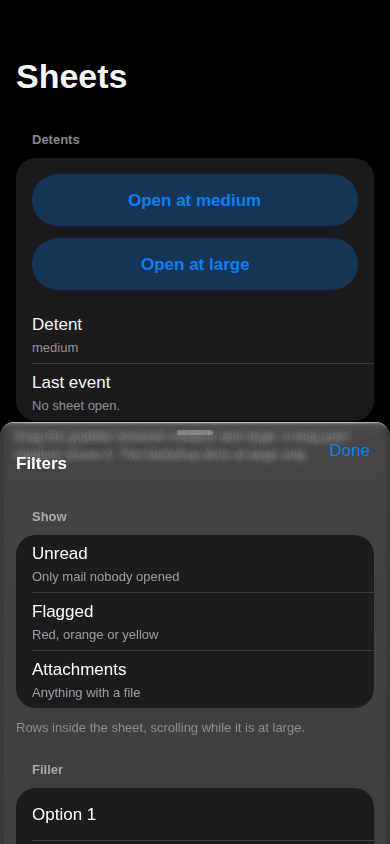 Sheets
Detents
Open at medium
Open at large
Detent
medium
Last event
No sheet open.
Done
Filters
Show
Unread
Only mail nobody opened
Flagged
Red, orange or yellow
Attachments
Anything with a file
Rows inside the sheet, scrolling while it is at large.
Filler
Option 1